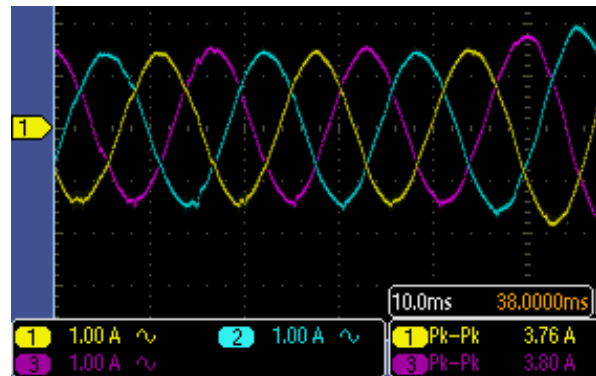 1
10.0ms 38.0000ms
1 1.00 A ∿ 2 1.00 A ∿ 1 Pk-Pk 3.76 A
3 1.00 A ∿ 3 Pk-Pk 3.80 A